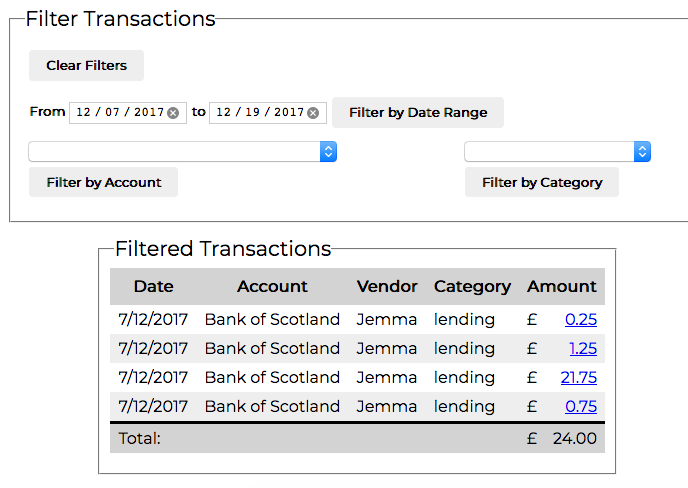 Filter Transactions
Clear Filters
From 12 / 07 / 2017 to 12 / 19 / 2017 Filter by Date Range
Filter by Account Filter by Category
Filtered Transactions
Date Account Vendor Category Amount
7/12/2017 Bank of Scotland Jemma lending £ 0.25
7/12/2017 Bank of Scotland Jemma lending £ 1.25
7/12/2017 Bank of Scotland Jemma lending £ 21.75
7/12/2017 Bank of Scotland Jemma lending £ 0.75
Total: £ 24.00